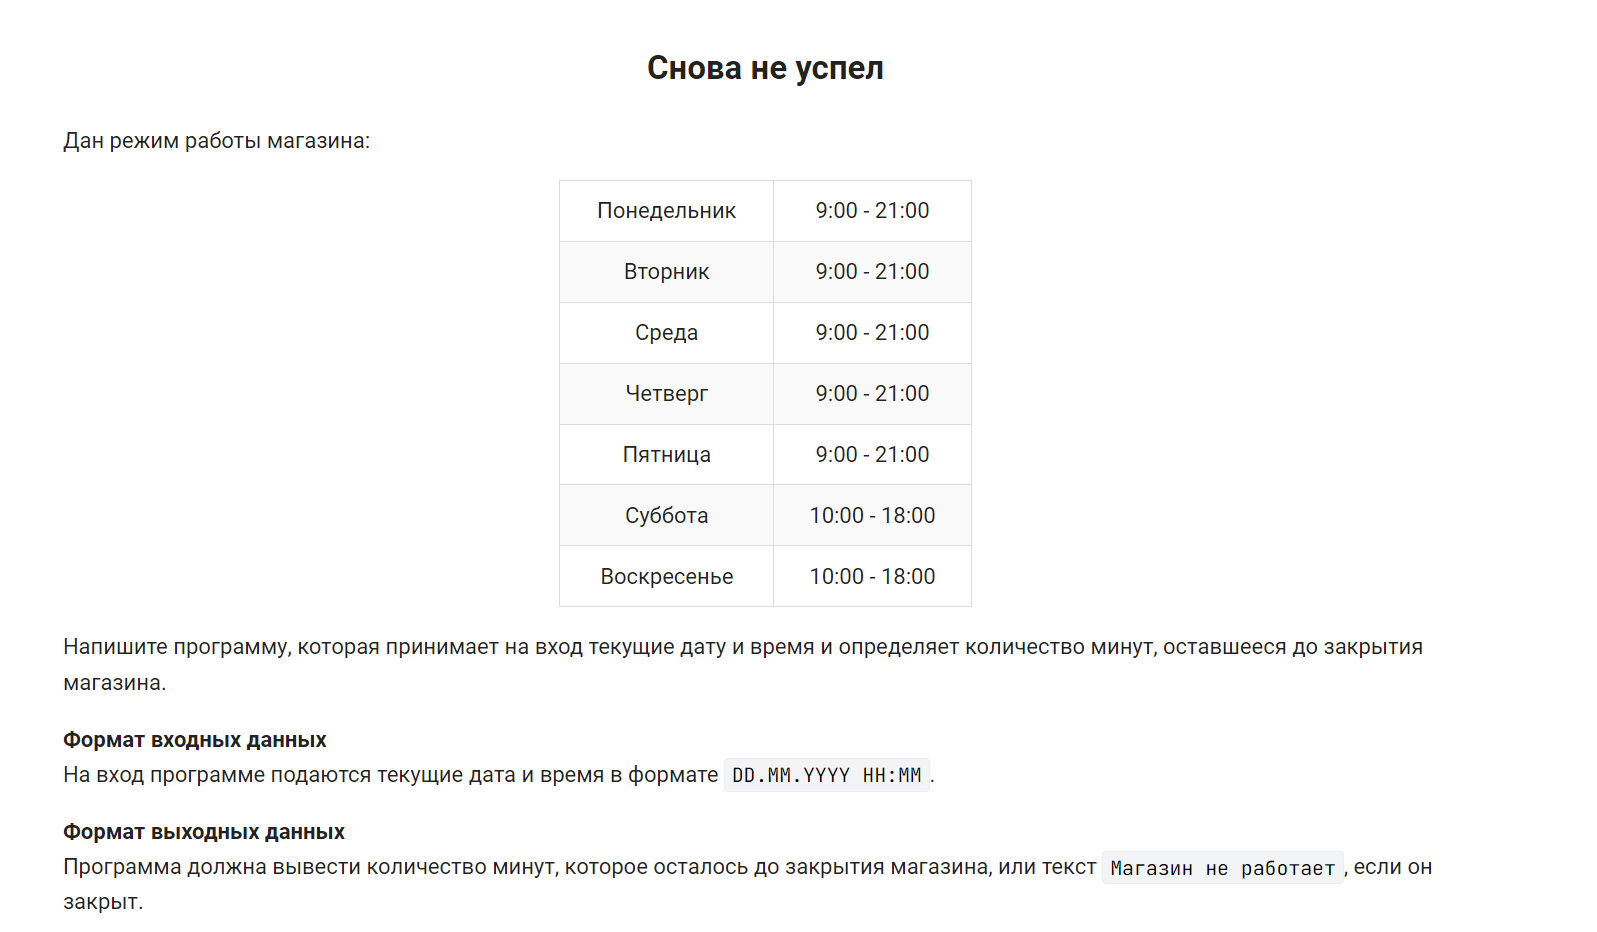 Снова не успел
Дан режим работы магазина:
Понедельник 9:00 - 21:00
Вторник 9:00 - 21:00
Среда 9:00 - 21:00
Четверг 9:00 - 21:00
Пятница 9:00 - 21:00
Суббота 10:00 - 18:00
Воскресенье 10:00 - 18:00
Напишите программу, которая принимает на вход текущие дату и время и определяет количество минут, оставшееся до закрытия
магазина.
Формат входных данных
На вход программе подаются текущие дата и время в формате DD.MM.YYYY HH:MM.
Формат выходных данных
Программа должна вывести количество минут, которое осталось до закрытия магазина, или текст Магазин не работает, если он
закрыт.